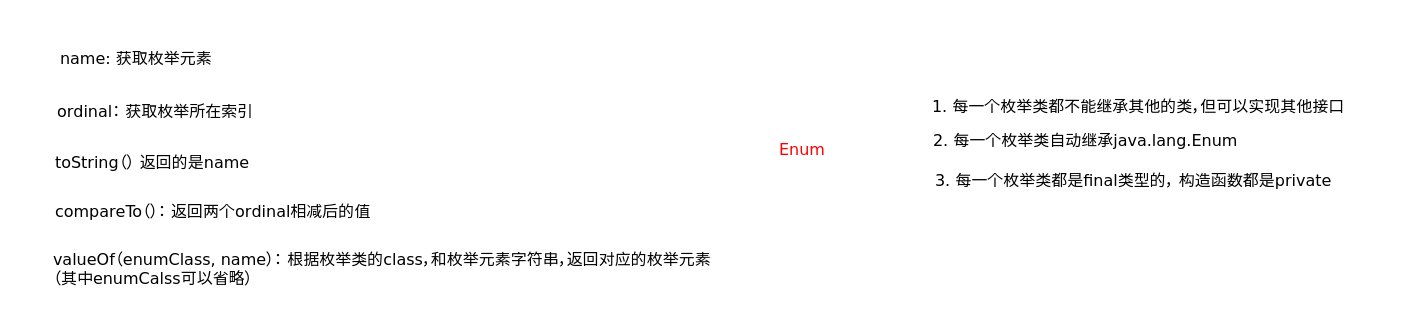 name: 获取枚举元素
ordinal：获取枚举所在索引
toString（） 返回的是name
compareTo（）：返回两个ordinal相减后的值
valueOf（enumClass, name）：根据枚举类的class，和枚举元素字符串，返回对应的枚举元素
（其中enumCalss可以省略）
Enum
1. 每一个枚举类都不能继承其他的类，但可以实现其他接口
2. 每一个枚举类自动继承java.lang.Enum
3. 每一个枚举类都是final类型的， 构造函数都是private